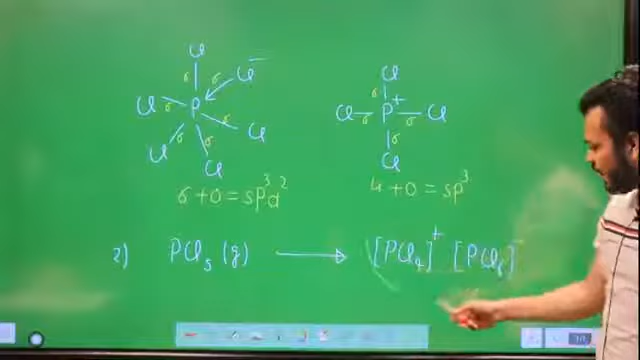 Cl
Cl⁻
σ σ
Cl σ P
σ Cl
Cl σ σ
Cl
6+0 = sp³d²
Cl
σ
Cl – P⁺ – Cl
σ σ
σ
Cl
4+0 = sp³
2) PCl₅ (g) ⟶ [PCl₄]⁺ [PCl₆]⁻